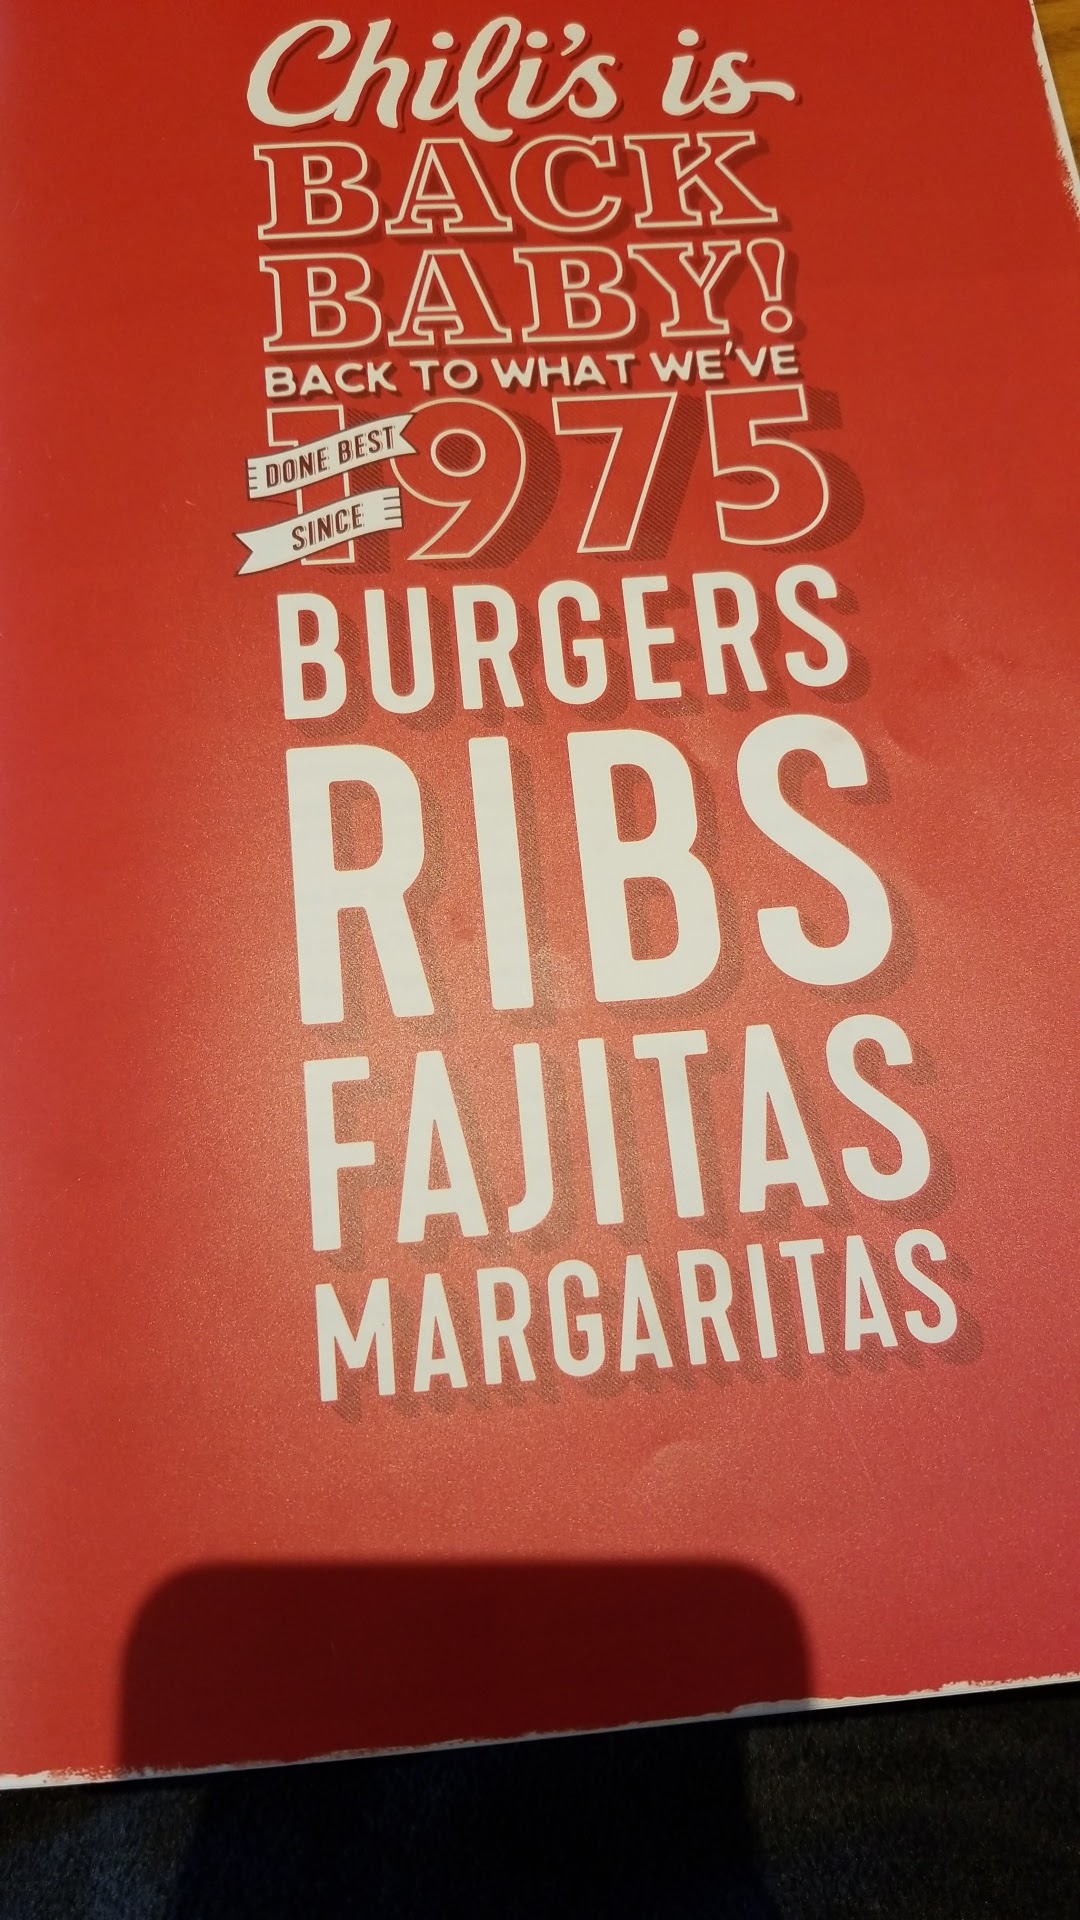 Chili's is
BACK
BABY!
BACK TO WHAT WE'VE
DONE BEST
SINCE
1975
BURGERS
RIBS
FAJITAS
MARGARITAS